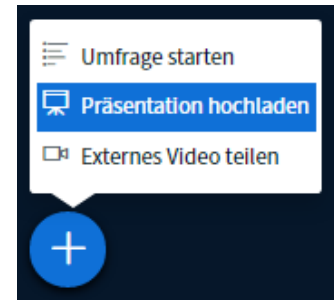 Umfrage starten
Präsentation hochladen
Externes Video teilen